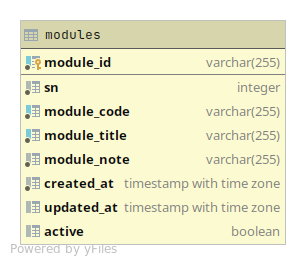 modules
module_id varchar(255)
sn integer
module_code varchar(255)
module_title varchar(255)
module_note varchar(255)
created_at timestamp with time zone
updated_at timestamp with time zone
active boolean
Powered by yFiles